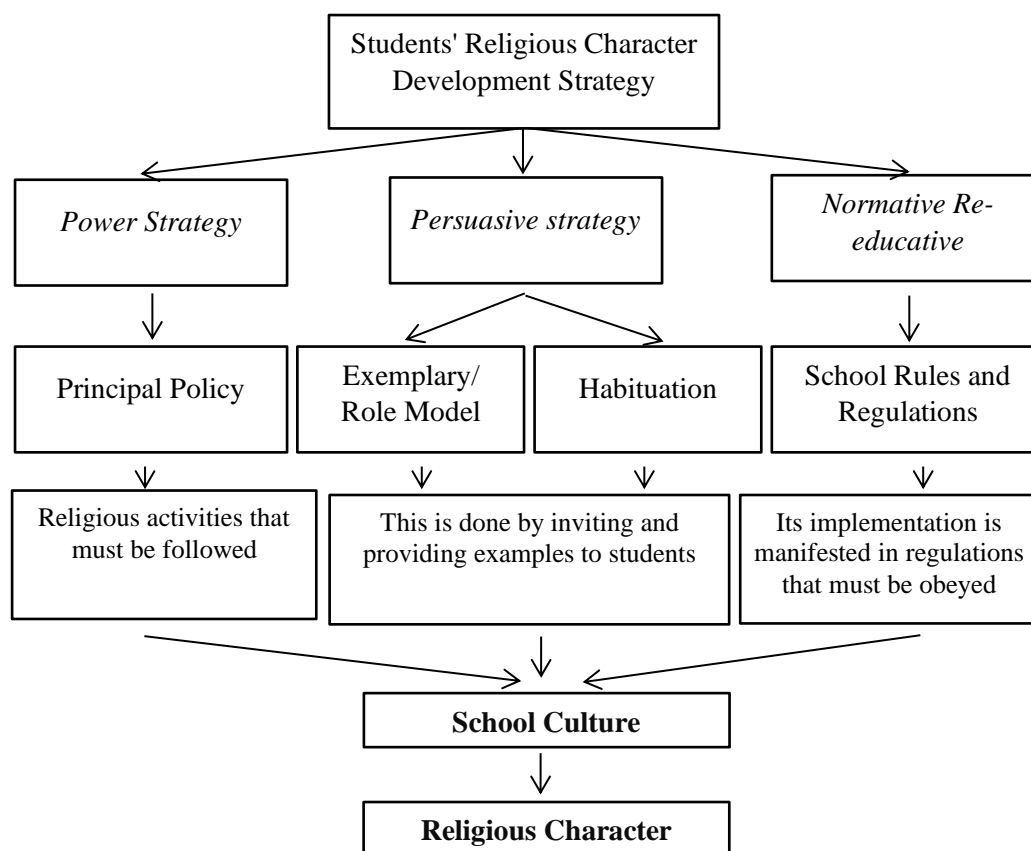 Students' Religious Character
Development Strategy
Power Strategy
Persuasive strategy
Normative Re-
educative
Principal Policy
Exemplary/
Role Model
Habituation
School Rules and
Regulations
Religious activities that
must be followed
This is done by inviting and
providing examples to students
Its implementation is
manifested in regulations
that must be obeyed
School Culture
Religious Character